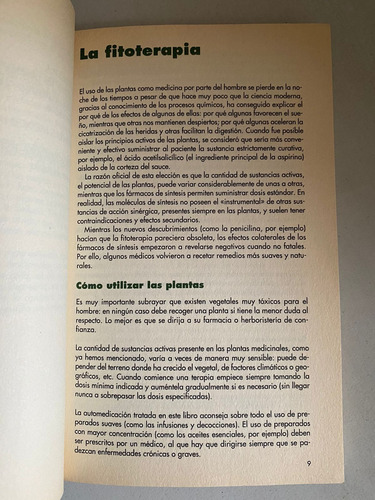 La fitoterapia
El uso de las plantas como medicina por parte del hombre se pierde en la no-
che de los tiempos a pesar de que hace muy poco que la ciencia moderna,
gracias al conocimiento de los procesos químicos, ha conseguido explicar el
por qué de los efectos de algunas de ellas: por qué algunas favorecen el sue-
ño, mientras que otras nos mantienen despiertos; por qué algunas aceleran la
cicatrización de las heridas y otras facilitan la digestión. Cuando fue posible
aislar los principios activos de las plantas, se consideró que sería más conve-
niente y efectivo suministrar al paciente la sustancia estrictamente curativa,
por ejemplo, el ácido acetilsalicílico (el ingrediente principal de la aspirina)
aislado de la corteza del sauce.
La razón oficial de esta elección es que la cantidad de sustancias activas,
el potencial de las plantas, puede variar considerablemente de unas a otras,
mientras que los fármacos de síntesis permiten suministrar dosis estándar. En
realidad, las moléculas de síntesis no poseen el «instrumental» de otras sus-
tancias de acción sinérgica, presentes siempre en las plantas, y suelen tener
contraindicaciones y efectos secundarios.
Mientras las nuevos descubrimientos (como la penicilina, por ejemplo)
hacían que la fitoterapia pareciera obsoleta, los efectos colaterales de los
fármacos de síntesis empezaron a revelarse negativos cuando no fatales.
Por ello, algunos médicos volvieron a recetar remedios más suaves y natu-
rales.
Cómo utilizar las plantas
Es muy importante subrayar que existen vegetales muy tóxicos para el hom-
bre: en ningún caso debe recoger una planta si tiene la menor duda al
respecto. Lo mejor es que se dirija a su farmacia o herboristería de con-
fianza.
La cantidad de sustancias activas presente en las plantas medicinales, como
ya hemos mencionado, varía a veces de manera muy sensible: puede de-
pender del terreno donde ha crecido el vegetal, de factores climáticos o geo-
gráficos, etc. Cuando comience una terapia empiece siempre tomando la
dosis mínima indicada y auméntela gradualmente si es necesario (sin llegar
nunca a sobrepasar las dosis especificadas).
La automedicación tratada en este libro aconseja sobre todo el uso de pre-
parados suaves (como las infusiones y decocciones). El uso de preparados
con mayor concentración (como los aceites esenciales, por ejemplo) deben
ser prescritos por un médico, al que hay que dirigirse siempre que se pa-
dezcan enfermedades crónicas o graves.
9